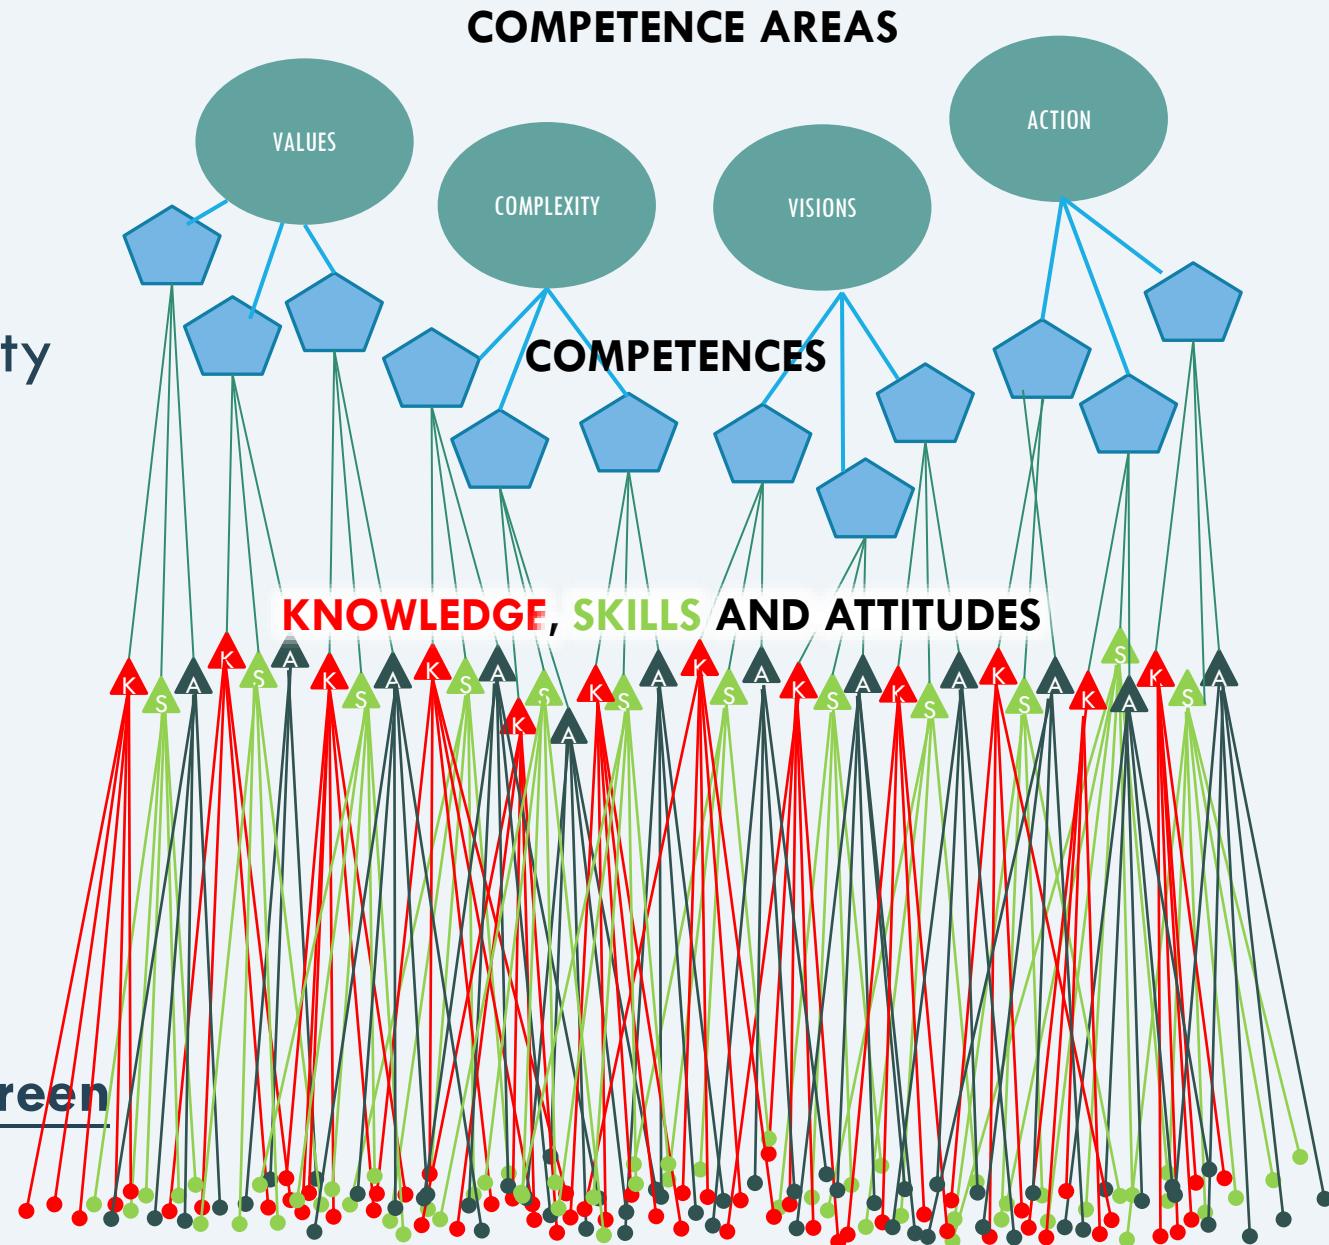 COMPETENCE AREAS
ACTION
VALUES
COMPLEXITY
VISIONS
ty
COMPETENCES
KNOWLEDGE, SKILLS AND ATTITUDES
K S A K S A K S A K S A K S A K S A K S A K S A K S A K S A K S A K S A
reen